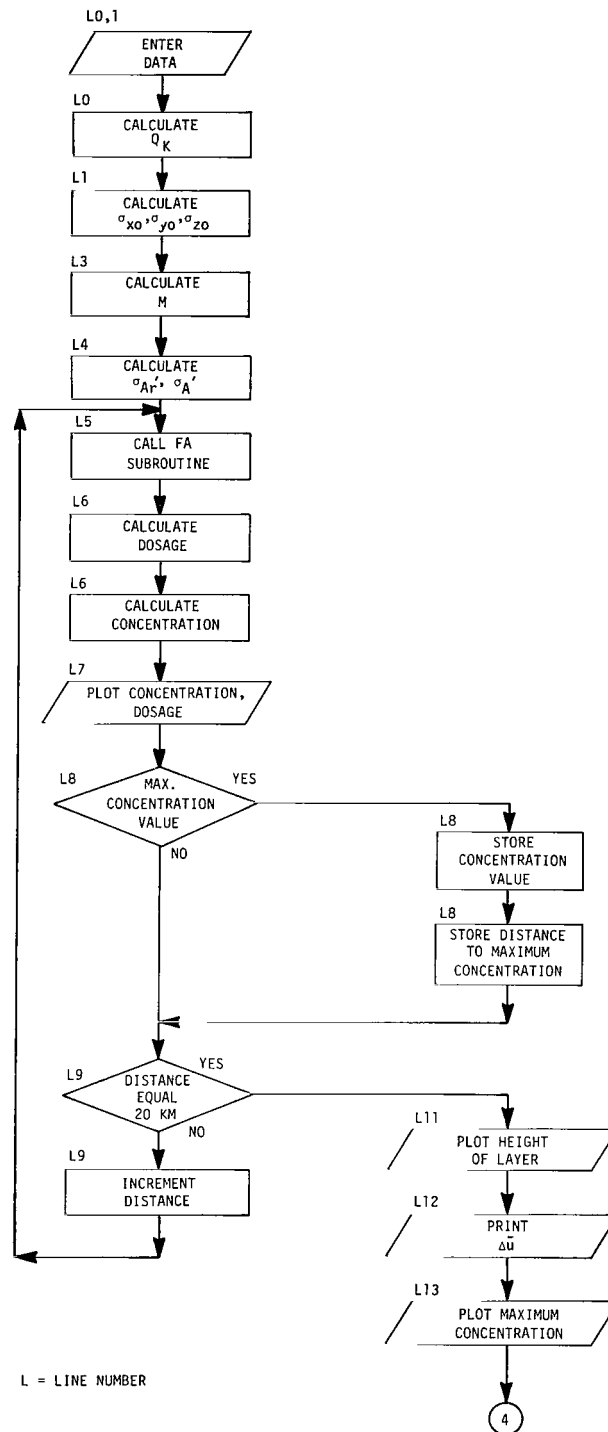 L0,1
ENTER
DATA
L0
CALCULATE
QK
L1
CALCULATE
σxo,σyo,σzo
L3
CALCULATE
M
L4
CALCULATE
σAr′, σA′
L5
CALL FA
SUBROUTINE
L6
CALCULATE
DOSAGE
L6
CALCULATE
CONCENTRATION
L7
PLOT CONCENTRATION,
DOSAGE
L8
YES
MAX.
CONCENTRATION
VALUE
NO
L8
STORE
CONCENTRATION
VALUE
L8
STORE DISTANCE
TO MAXIMUM
CONCENTRATION
L9
YES
DISTANCE
EQUAL
20 KM
NO
L9
INCREMENT
DISTANCE
L11
PLOT HEIGHT
OF LAYER
L12
PRINT
Δū
L13
PLOT MAXIMUM
CONCENTRATION
L = LINE NUMBER
4